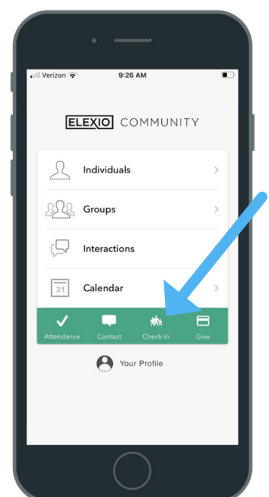 Verizon 9:26 AM
ELEXIO COMMUNITY
Individuals
Groups
Interactions
31 Calendar
Attendance Contact Check-In Give
Your Profile